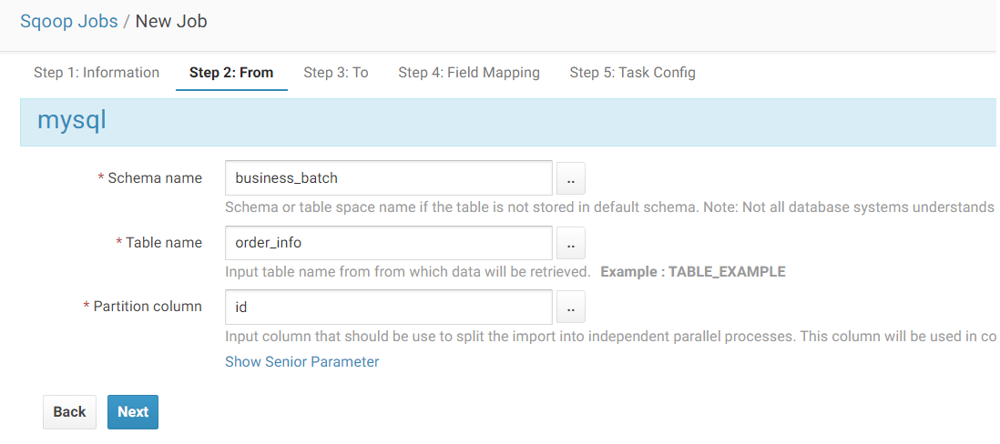 Sqoop Jobs / New Job
Step 1: Information Step 2: From Step 3: To Step 4: Field Mapping Step 5: Task Config
mysql
* Schema name business_batch ..
Schema or table space name if the table is not stored in default schema. Note: Not all database systems understands
* Table name order_info ..
Input table name from from which data will be retrieved. Example : TABLE_EXAMPLE
* Partition column id ..
Input column that should be use to split the import into independent parallel processes. This column will be used in co
Show Senior Parameter
Back Next